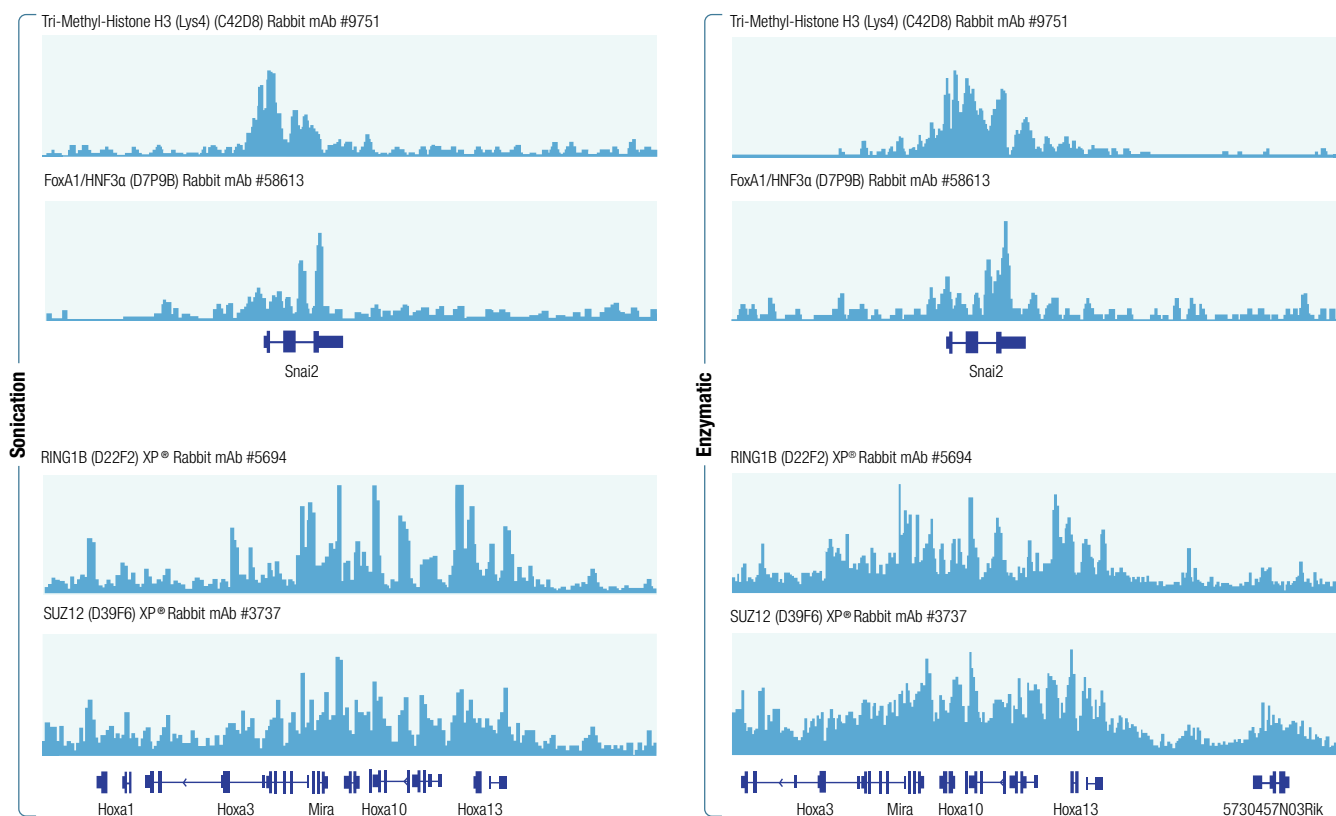 Sonication
Tri-Methyl-Histone H3 (Lys4) (C42D8) Rabbit mAb #9751
FoxA1/HNF3α (D7P9B) Rabbit mAb #58613
Snai2
RING1B (D22F2) XP® Rabbit mAb #5694
SUZ12 (D39F6) XP® Rabbit mAb #3737
Hoxa1 Hoxa3 Mira Hoxa10 Hoxa13
Enzymatic
Tri-Methyl-Histone H3 (Lys4) (C42D8) Rabbit mAb #9751
FoxA1/HNF3α (D7P9B) Rabbit mAb #58613
Snai2
RING1B (D22F2) XP® Rabbit mAb #5694
SUZ12 (D39F6) XP® Rabbit mAb #3737
Hoxa3 Mira Hoxa10 Hoxa13 5730457N03Rik